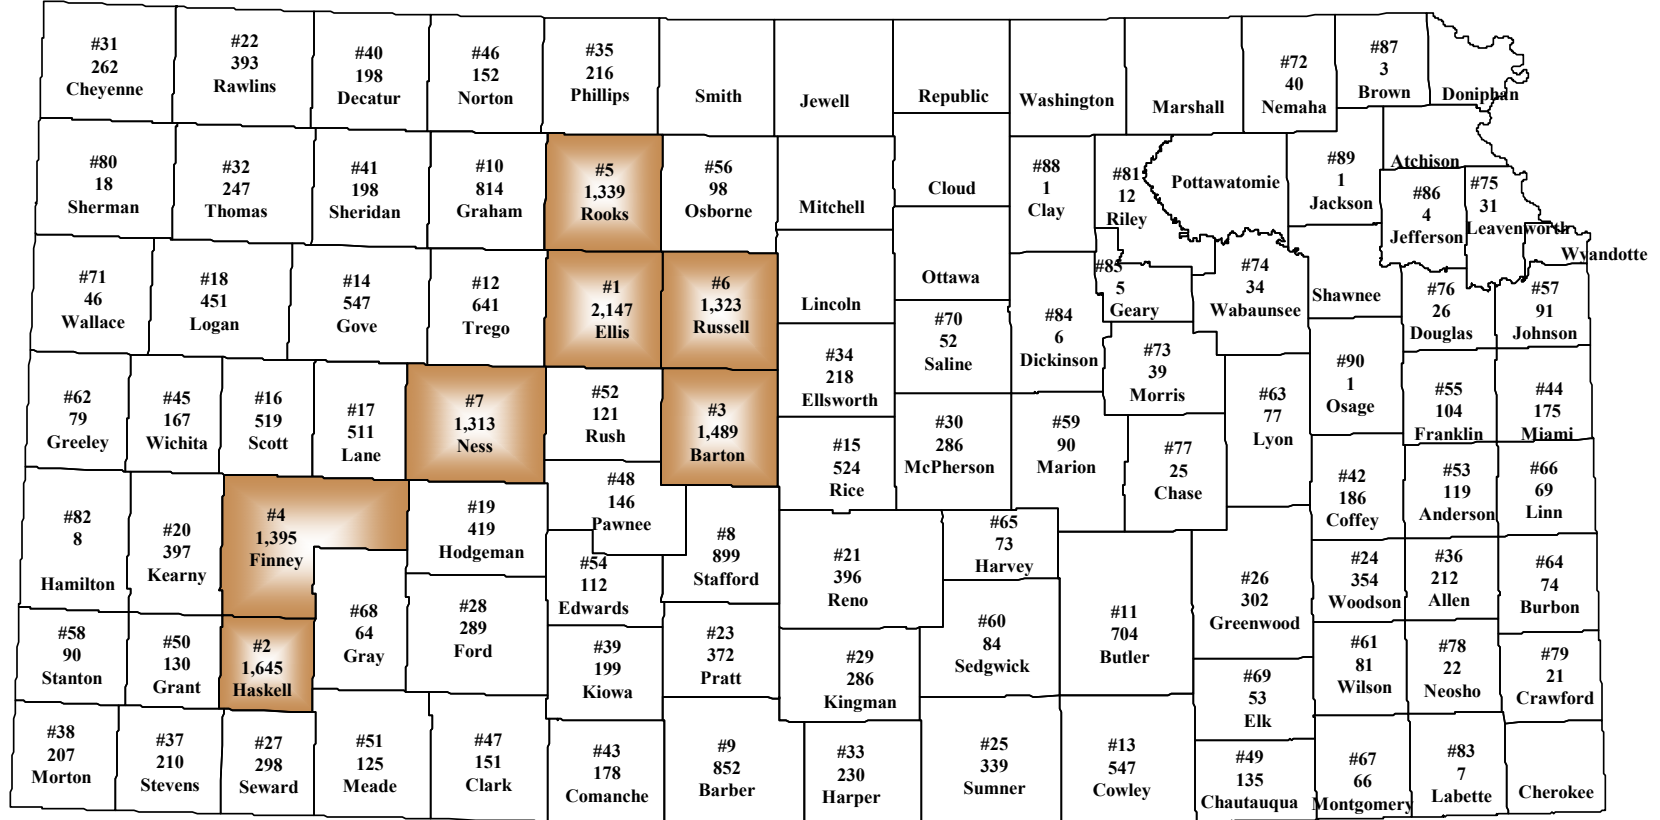 #31
262
Cheyenne
#22
393
Rawlins
#40
198
Decatur
#46
152
Norton
#35
216
Phillips
Smith
Jewell
Republic
Washington
Marshall
#72
40
Nemaha
#87
3
Brown
Doniphan
#80
18
Sherman
#32
247
Thomas
#41
198
Sheridan
#10
814
Graham
#5
1,339
Rooks
#56
98
Osborne
Mitchell
Cloud
#88
1
Clay
#81
12
Riley
Pottawatomie
#89
1
Jackson
Atchison
#86
4
Jefferson
#75
31
Leavenworth
Wyandotte
#71
46
Wallace
#18
451
Logan
#14
547
Gove
#12
641
Trego
#1
2,147
Ellis
#6
1,323
Russell
Lincoln
Ottawa
#70
52
Saline
#84
6
Dickinson
#85
5
Geary
#74
34
Wabaunsee
Shawnee
#76
26
Douglas
#57
91
Johnson
#62
79
Greeley
#45
167
Wichita
#16
519
Scott
#17
511
Lane
#7
1,313
Ness
#52
121
Rush
#3
1,489
Barton
#34
218
Ellsworth
#15
524
Rice
#30
286
McPherson
#59
90
Marion
#73
39
Morris
#77
25
Chase
#63
77
Lyon
#90
1
Osage
#55
104
Franklin
#44
175
Miami
#82
8
Hamilton
#20
397
Kearny
#4
1,395
Finney
#19
419
Hodgeman
#48
146
Pawnee
#54
112
Edwards
#8
899
Stafford
#21
396
Reno
#65
73
Harvey
#42
186
Coffey
#53
119
Anderson
#66
69
Linn
#58
90
Stanton
#50
130
Grant
#2
1,645
Haskell
#68
64
Gray
#28
289
Ford
#39
199
Kiowa
#23
372
Pratt
#29
286
Kingman
#60
84
Sedgwick
#11
704
Butler
#26
302
Greenwood
#24
354
Woodson
#36
212
Allen
#64
74
Burbon
#69
53
Elk
#61
81
Wilson
#78
22
Neosho
#79
21
Crawford
#38
207
Morton
#37
210
Stevens
#27
298
Seward
#51
125
Meade
#47
151
Clark
#43
178
Comanche
#9
852
Barber
#33
230
Harper
#25
339
Sumner
#13
547
Cowley
#49
135
Chautauqua
#67
66
Montgomery
#83
7
Labette
Cherokee